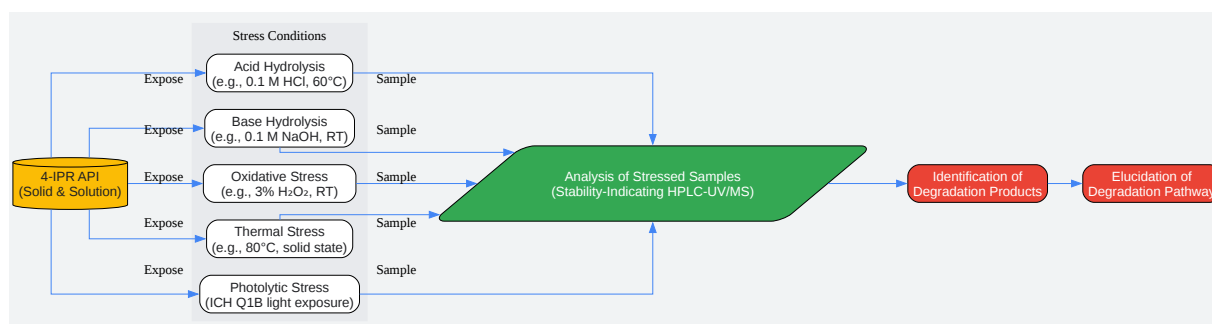 Stress Conditions
Acid Hydrolysis
(e.g., 0.1 M HCl, 60°C)
Expose
Sample
Base Hydrolysis
(e.g., 0.1 M NaOH, RT)
Expose
Sample
4-IPR API
(Solid & Solution)
Expose
Oxidative Stress
(e.g., 3% H₂O₂, RT)
Sample
Analysis of Stressed Samples
(Stability-Indicating HPLC-UV/MS)
Identification of
Degradation Products
Elucidation of
Degradation Pathway
Expose
Thermal Stress
(e.g., 80°C, solid state)
Sample
Expose
Photolytic Stress
(ICH Q1B light exposure)
Sample